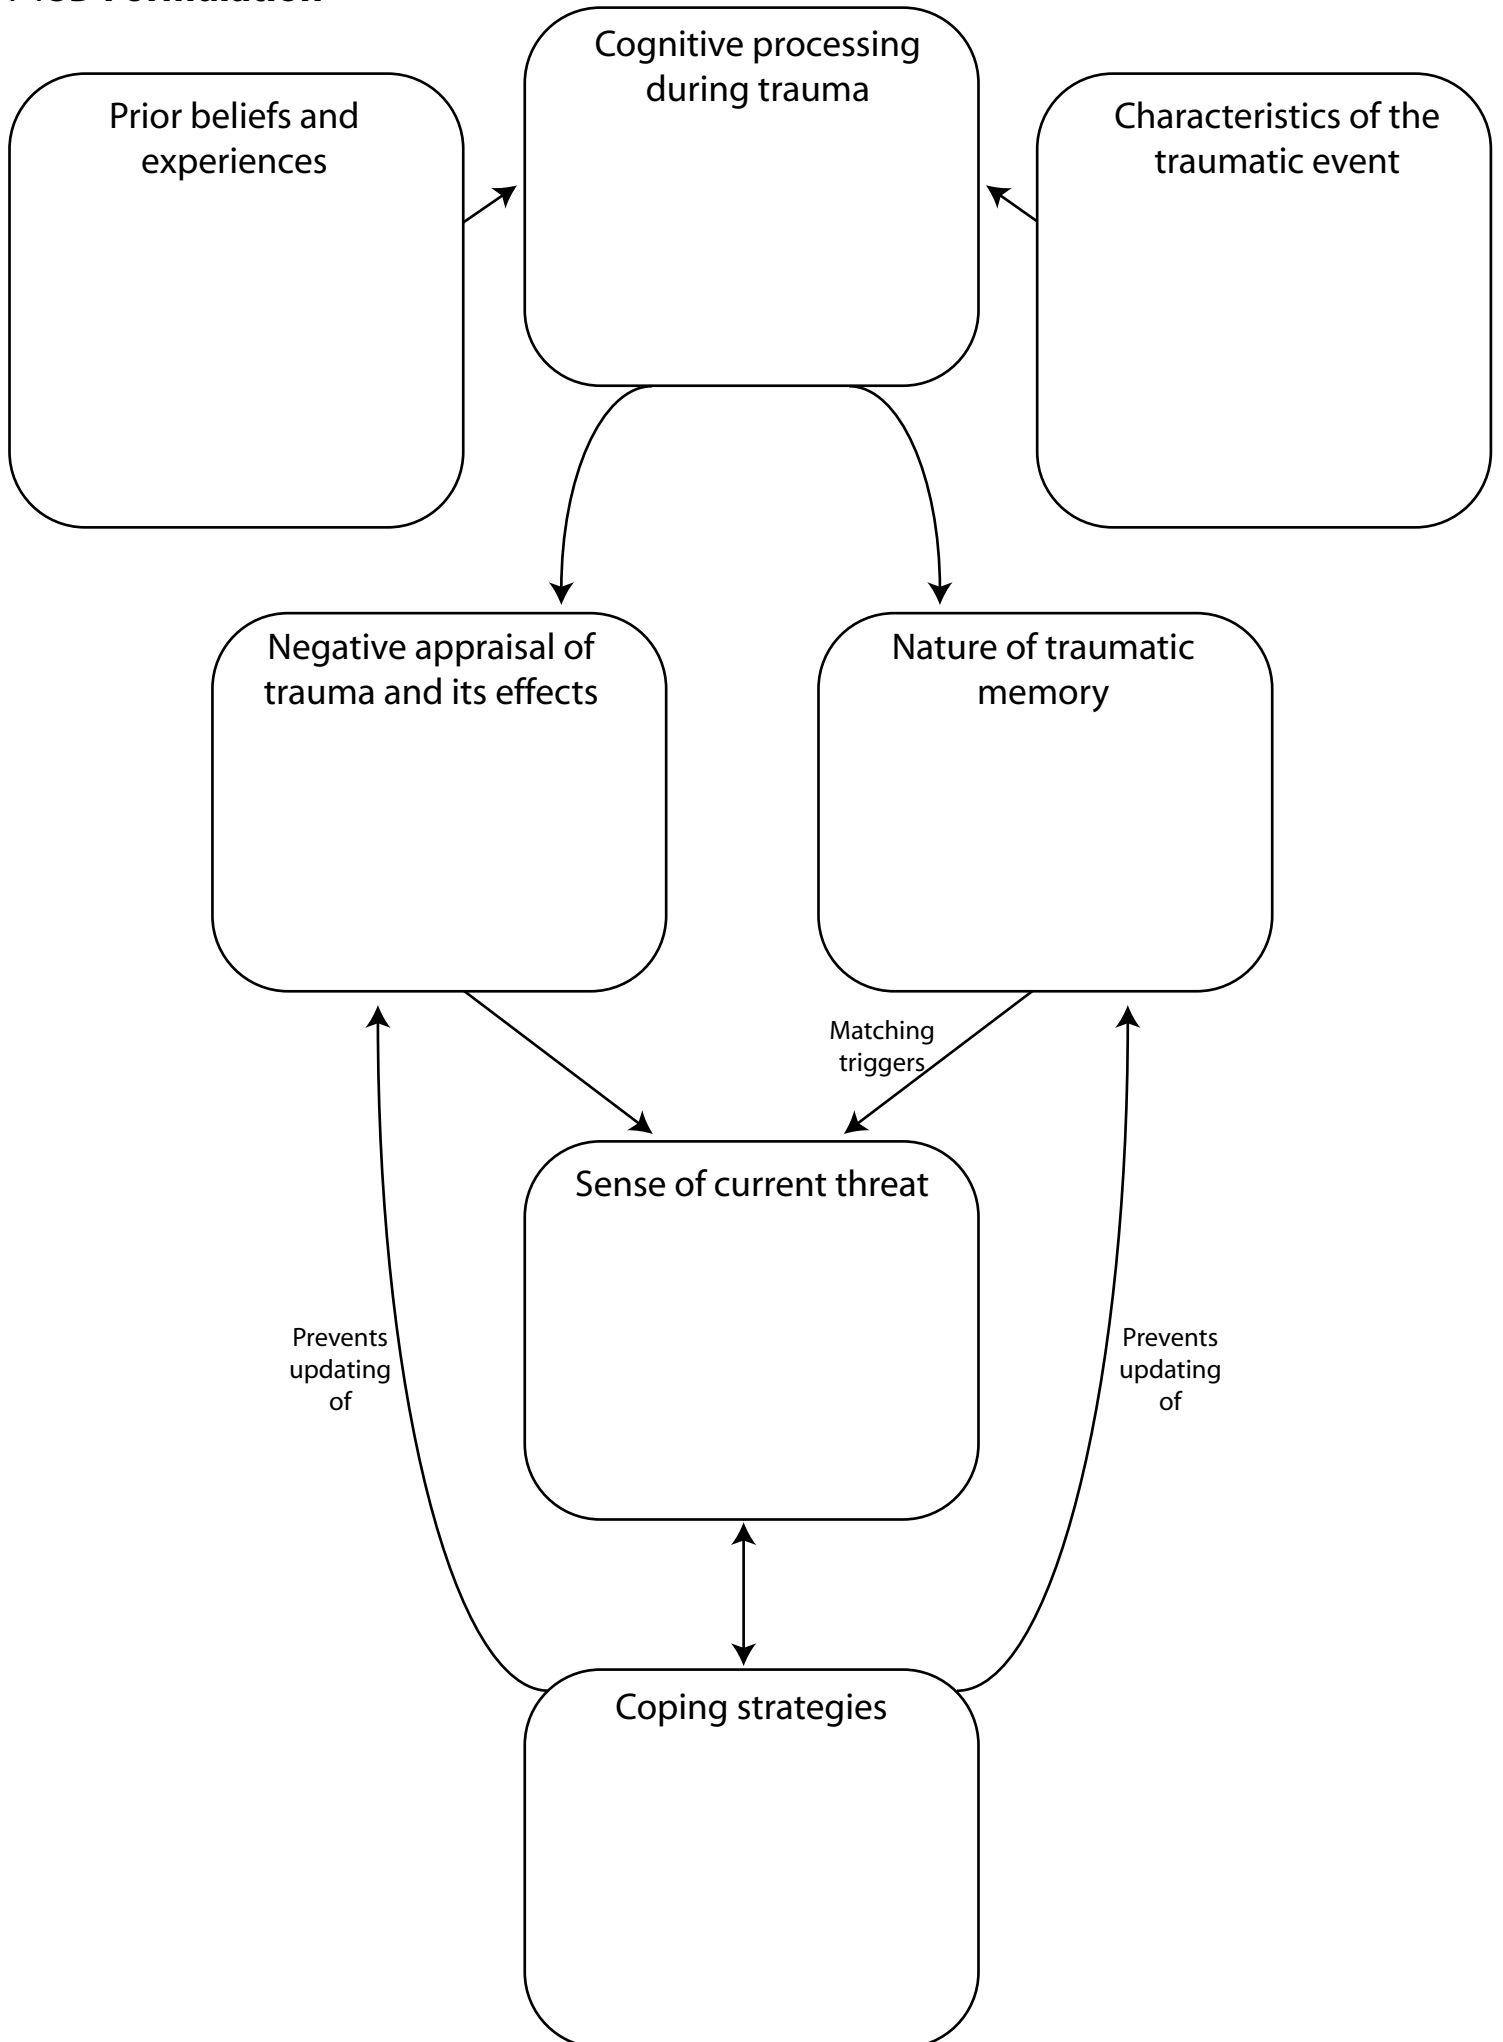 Cognitive processing
during trauma
Prior beliefs and
experiences
Characteristics of the
traumatic event
Negative appraisal of
trauma and its effects
Nature of traumatic
memory
Matching
triggers
Sense of current threat
Prevents
updating
of
Prevents
updating
of
Coping strategies